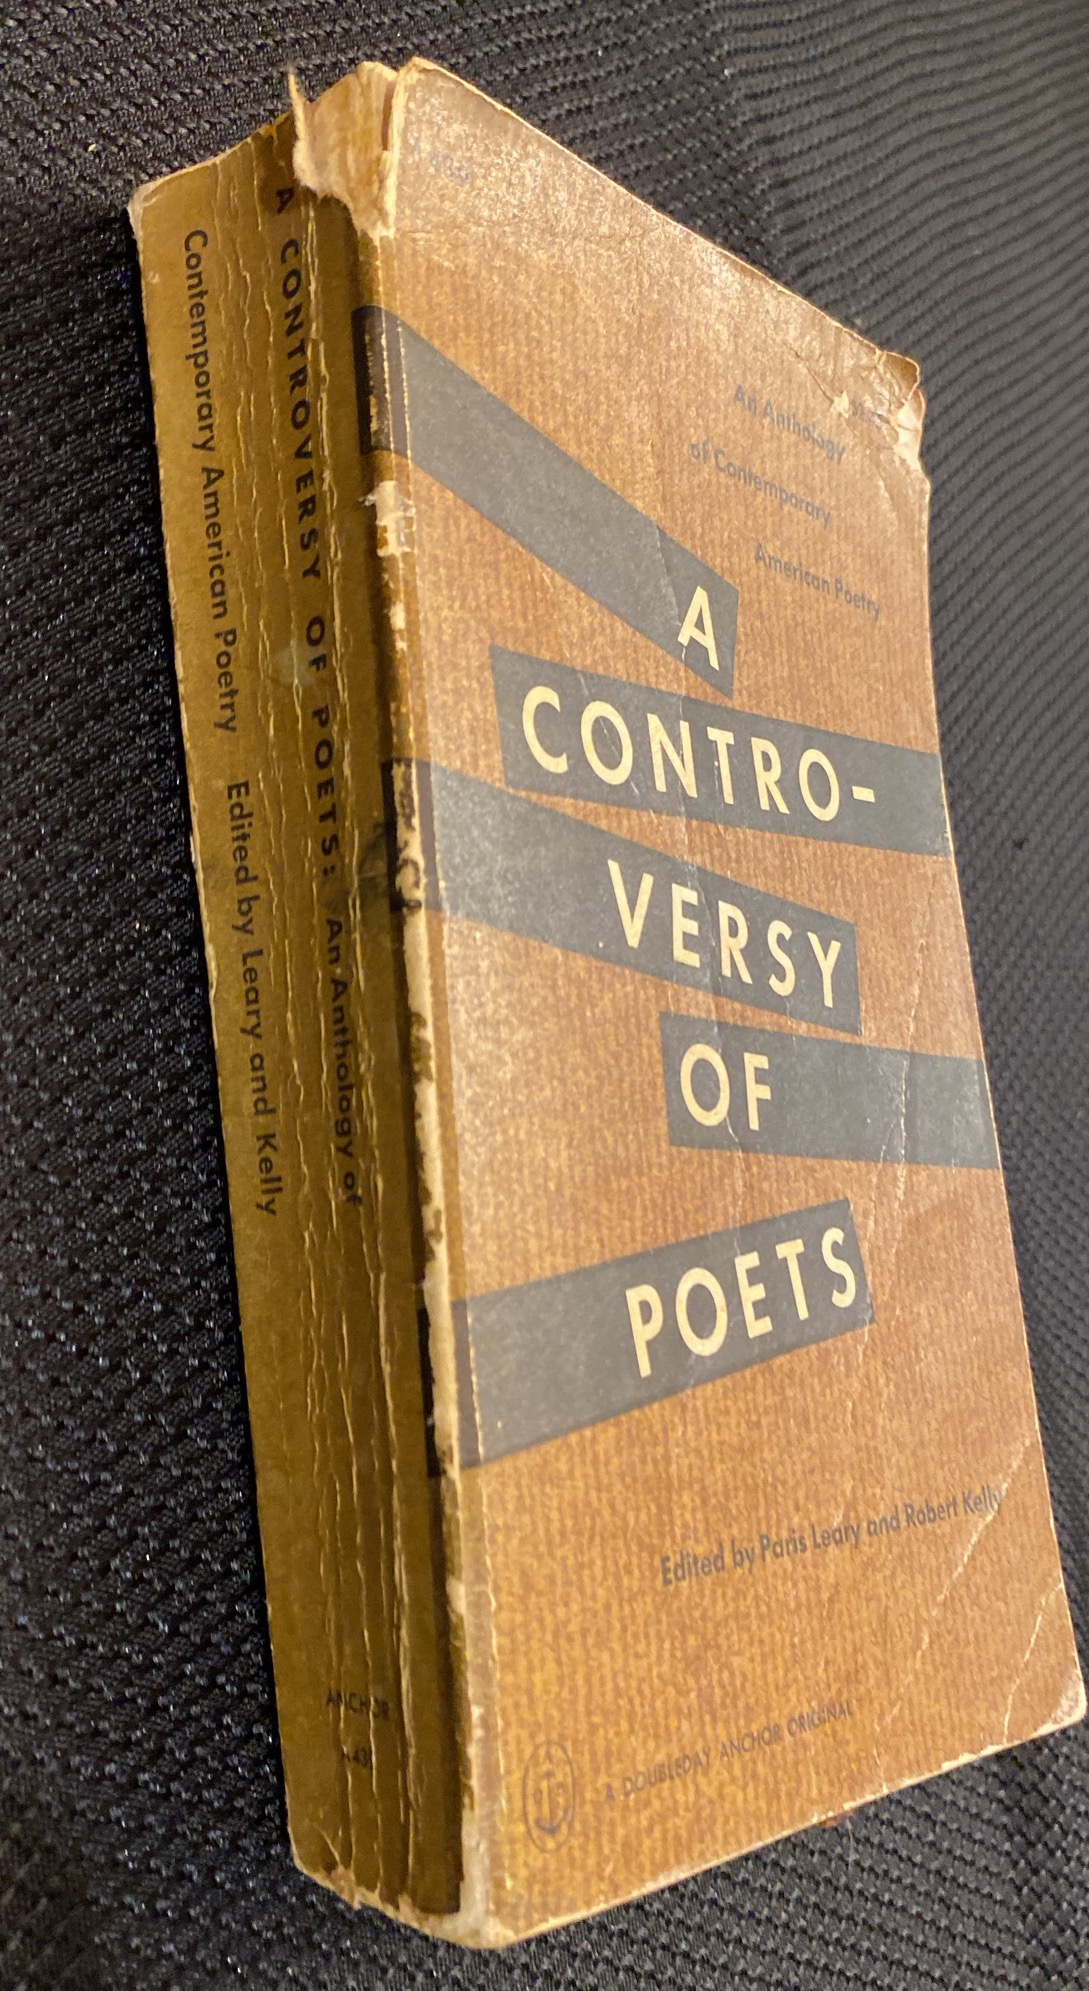 A CONTROVERSY OF POETS: An Anthology of
Contemporary American Poetry Edited by Leary and Kelly
ANCHOR
An Anthology
of Contemporary
American Poetry
A
CONTRO-
VERSY
OF
POETS
Edited by Paris Leary and Robert Kelly
A DOUBLEDAY ANCHOR ORIGINAL